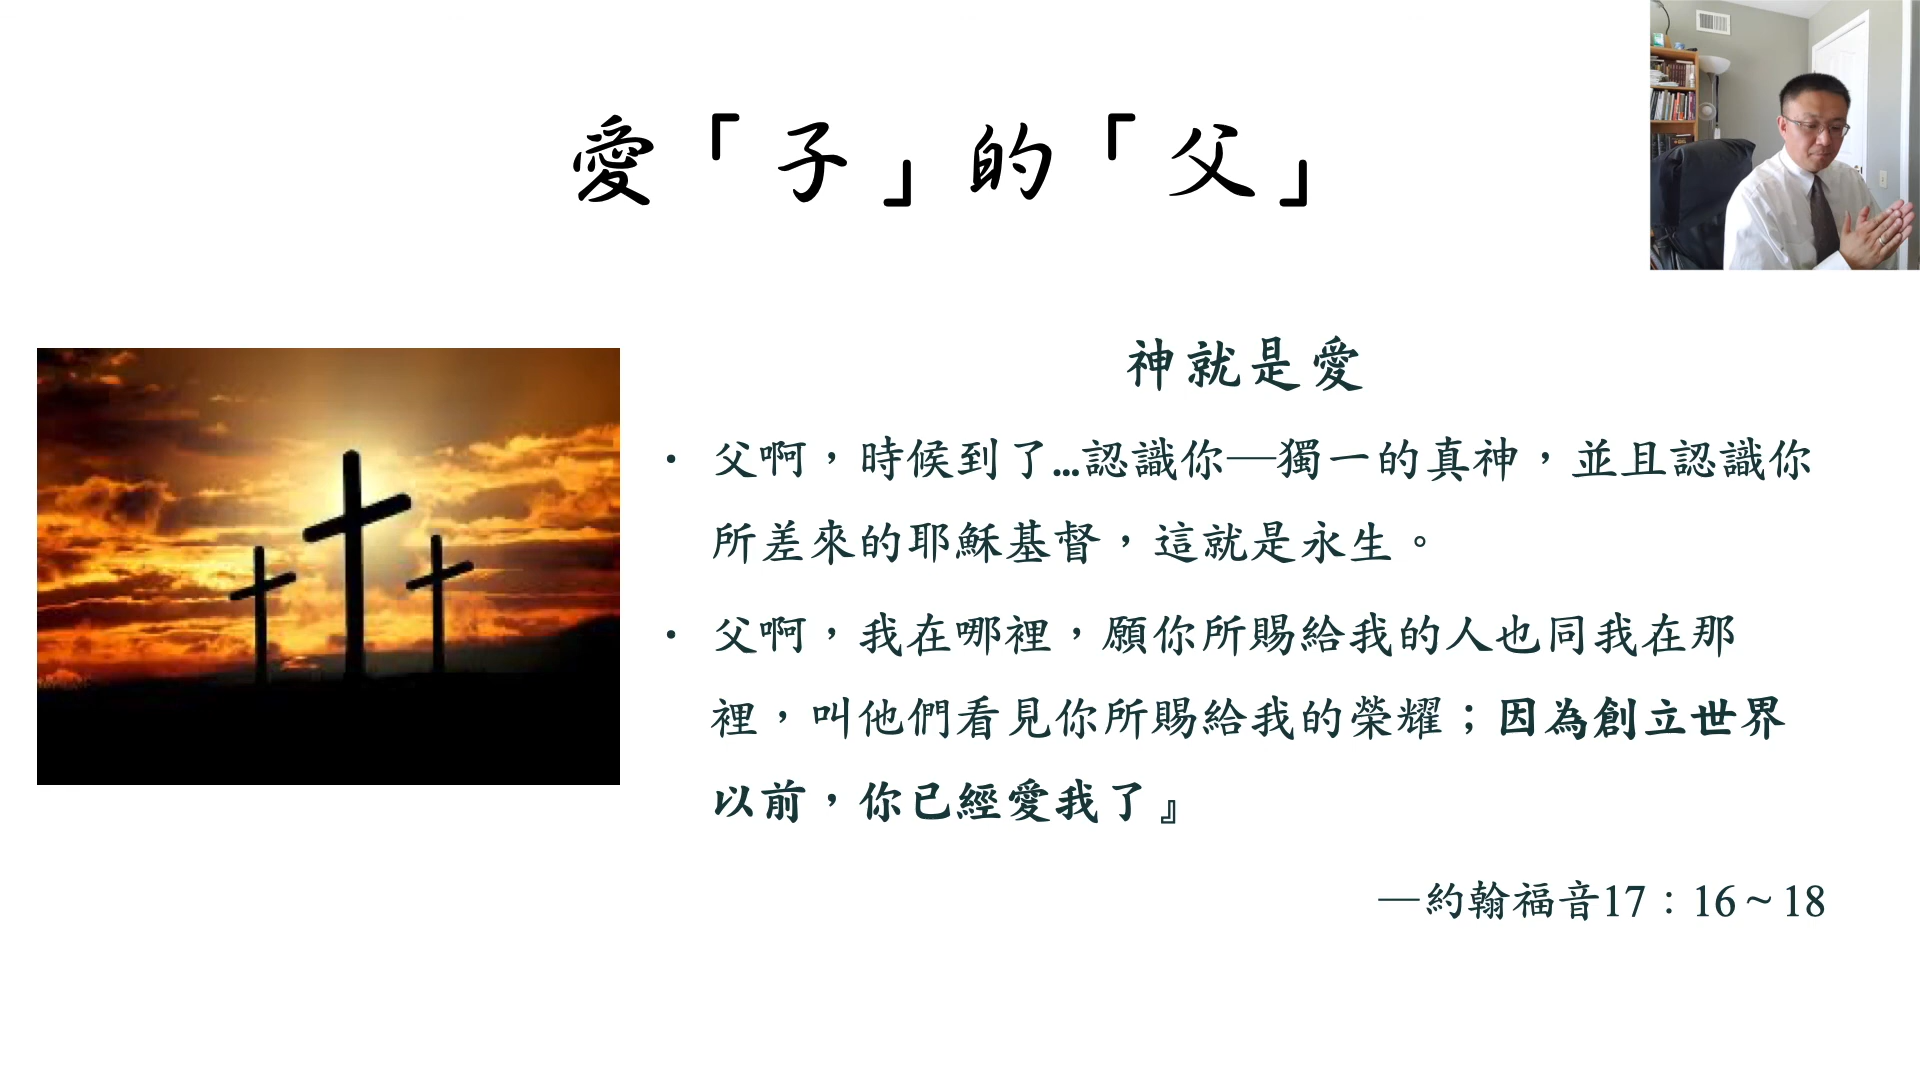 愛「子」的「父」
神就是愛
• 父啊，時候到了…認識你—獨一的真神，並且認識你
所差來的耶穌基督，這就是永生。
• 父啊，我在哪裡，願你所賜給我的人也同我在那
裡，叫他們看見你所賜給我的榮耀；因為創立世界
以前，你已經愛我了』
—約翰福音17：16～18